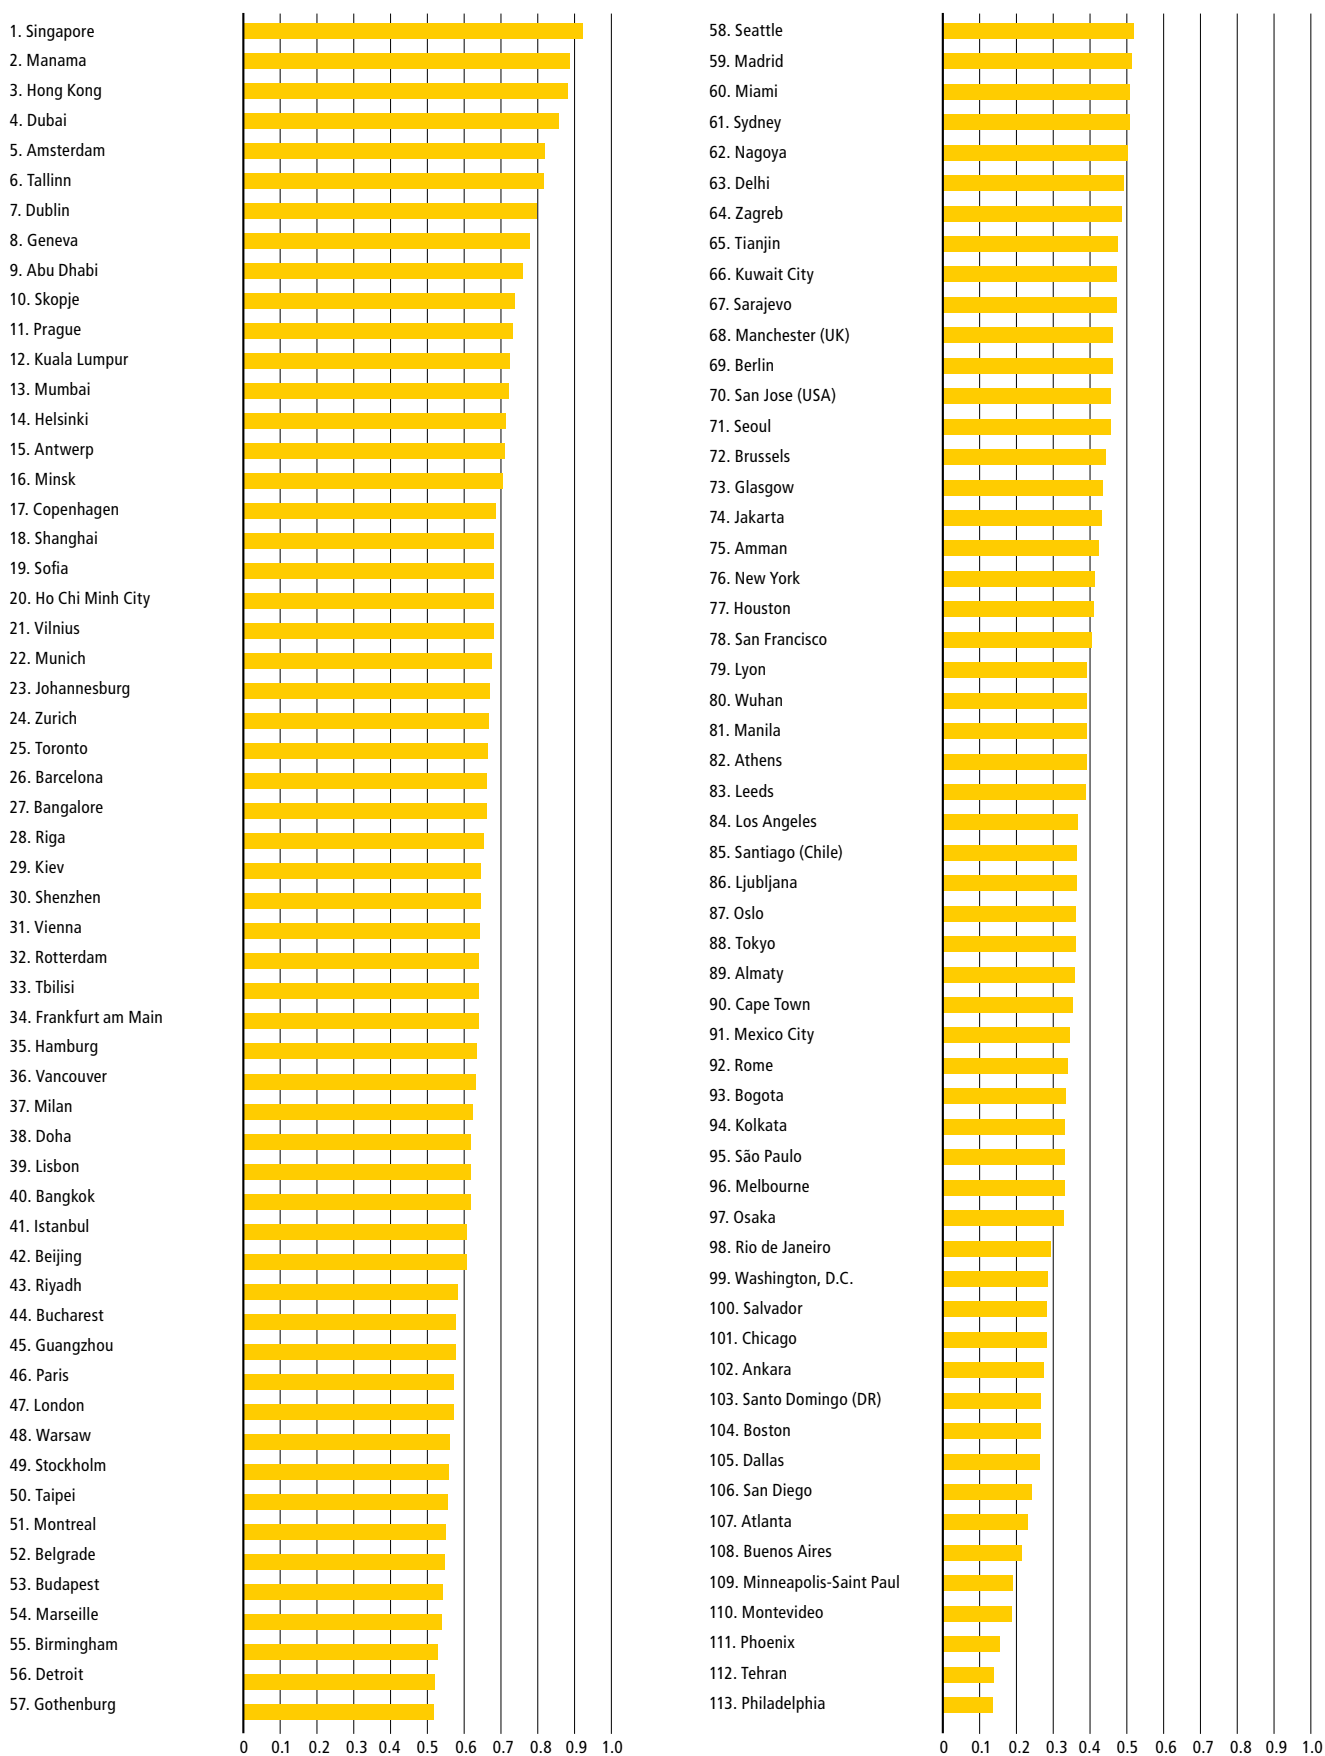 1. Singapore
2. Manama
3. Hong Kong
4. Dubai
5. Amsterdam
6. Tallinn
7. Dublin
8. Geneva
9. Abu Dhabi
10. Skopje
11. Prague
12. Kuala Lumpur
13. Mumbai
14. Helsinki
15. Antwerp
16. Minsk
17. Copenhagen
18. Shanghai
19. Sofia
20. Ho Chi Minh City
21. Vilnius
22. Munich
23. Johannesburg
24. Zurich
25. Toronto
26. Barcelona
27. Bangalore
28. Riga
29. Kiev
30. Shenzhen
31. Vienna
32. Rotterdam
33. Tbilisi
34. Frankfurt am Main
35. Hamburg
36. Vancouver
37. Milan
38. Doha
39. Lisbon
40. Bangkok
41. Istanbul
42. Beijing
43. Riyadh
44. Bucharest
45. Guangzhou
46. Paris
47. London
48. Warsaw
49. Stockholm
50. Taipei
51. Montreal
52. Belgrade
53. Budapest
54. Marseille
55. Birmingham
56. Detroit
57. Gothenburg
0 0.1 0.2 0.3 0.4 0.5 0.6 0.7 0.8 0.9 1.0
58. Seattle
59. Madrid
60. Miami
61. Sydney
62. Nagoya
63. Delhi
64. Zagreb
65. Tianjin
66. Kuwait City
67. Sarajevo
68. Manchester (UK)
69. Berlin
70. San Jose (USA)
71. Seoul
72. Brussels
73. Glasgow
74. Jakarta
75. Amman
76. New York
77. Houston
78. San Francisco
79. Lyon
80. Wuhan
81. Manila
82. Athens
83. Leeds
84. Los Angeles
85. Santiago (Chile)
86. Ljubljana
87. Oslo
88. Tokyo
89. Almaty
90. Cape Town
91. Mexico City
92. Rome
93. Bogota
94. Kolkata
95. São Paulo
96. Melbourne
97. Osaka
98. Rio de Janeiro
99. Washington, D.C.
100. Salvador
101. Chicago
102. Ankara
103. Santo Domingo (DR)
104. Boston
105. Dallas
106. San Diego
107. Atlanta
108. Buenos Aires
109. Minneapolis-Saint Paul
110. Montevideo
111. Phoenix
112. Tehran
113. Philadelphia
0 0.1 0.2 0.3 0.4 0.5 0.6 0.7 0.8 0.9 1.0